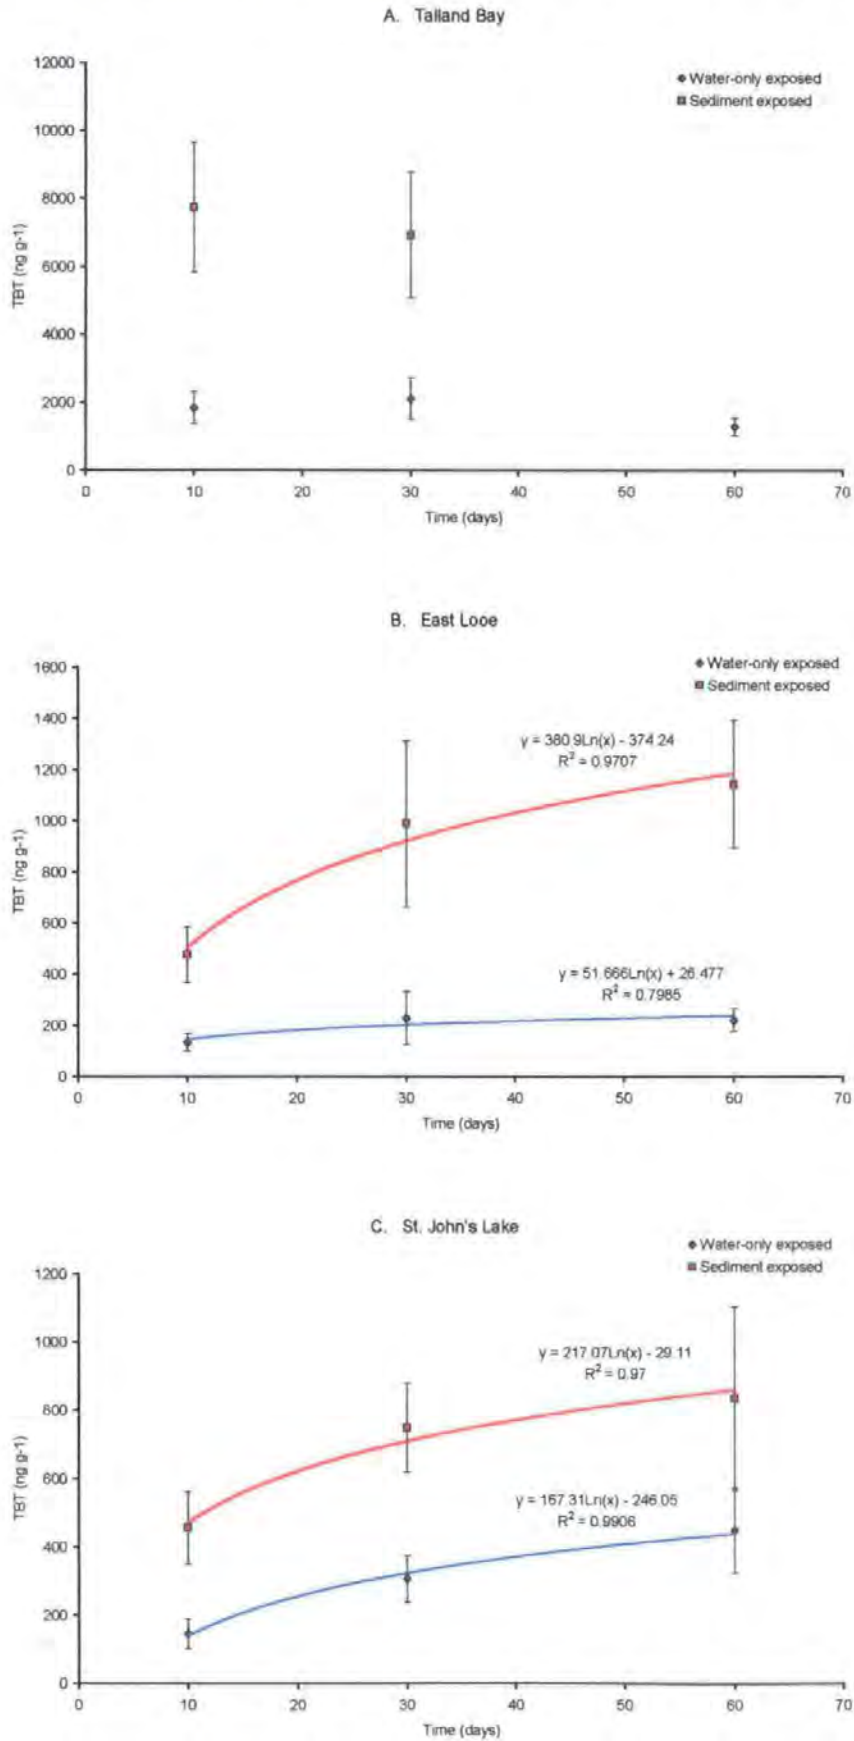 A. Talland Bay
Water-only exposed
Sediment exposed
12000
10000
8000
6000
4000
2000
0
TBT (ng g-1)
0 10 20 30 40 50 60 70
Time (days)
B. East Looe
Water-only exposed
Sediment exposed
1600
1400
1200
1000
800
600
400
200
0
TBT (ng g-1)
y = 380.9Ln(x) - 374.24
R² = 0.9707
y = 51.666Ln(x) + 26.477
R² = 0.7985
0 10 20 30 40 50 60 70
Time (days)
C. St. John's Lake
Water-only exposed
Sediment exposed
1200
1000
800
600
400
200
0
TBT (ng g-1)
y = 217.07Ln(x) - 29.11
R² = 0.97
y = 167.31Ln(x) - 246.05
R² = 0.9906
0 10 20 30 40 50 60 70
Time (days)